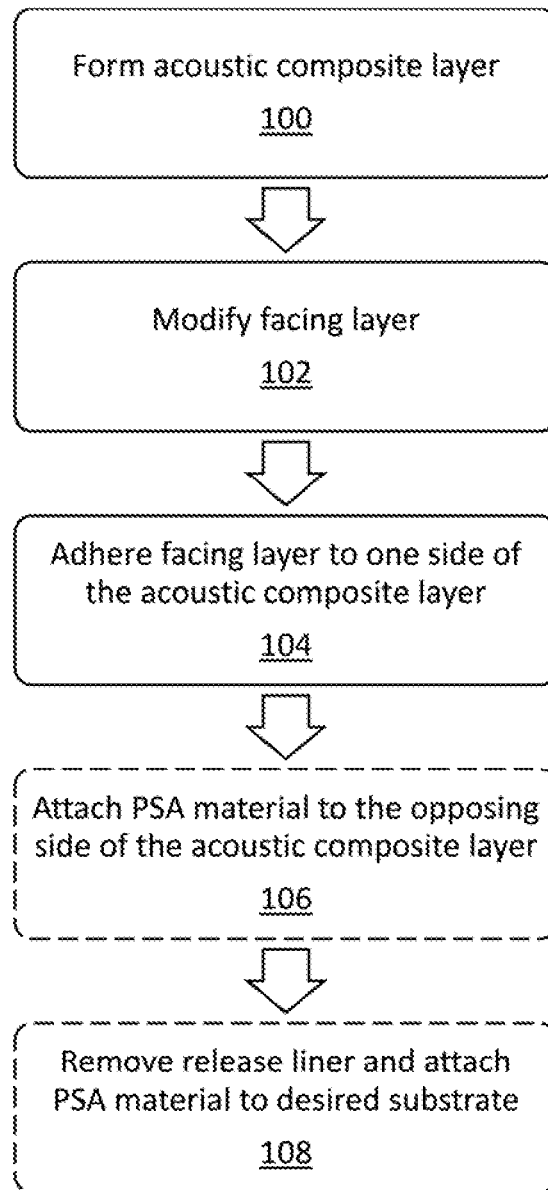 Form acoustic composite layer
100
Modify facing layer
102
Adhere facing layer to one side of
the acoustic composite layer
104
Attach PSA material to the opposing
side of the acoustic composite layer
106
Remove release liner and attach
PSA material to desired substrate
108